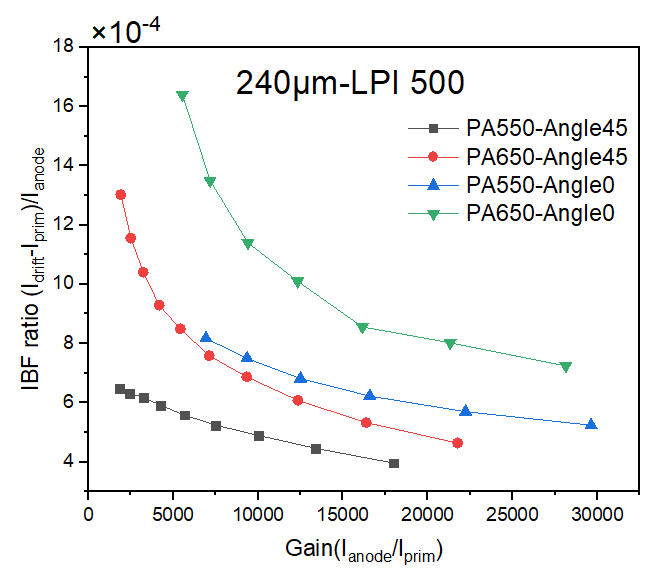 ×10⁻⁴
240μm-LPI 500
PA550-Angle45
PA650-Angle45
PA550-Angle0
PA650-Angle0
IBF ratio (I_drift-I_prim)/I_anode
18
16
14
12
10
8
6
4
0 5000 10000 15000 20000 25000 30000
Gain(I_anode/I_prim)